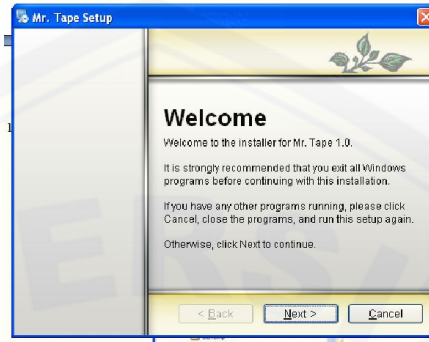 Mr. Tape Setup
Welcome
Welcome to the installer for Mr. Tape 1.0.
It is strongly recommended that you exit all Windows
programs before continuing with this installation.
If you have any other programs running, please click
Cancel, close the programs, and run this setup again.
Otherwise, click Next to continue.
< Back
Next >
Cancel